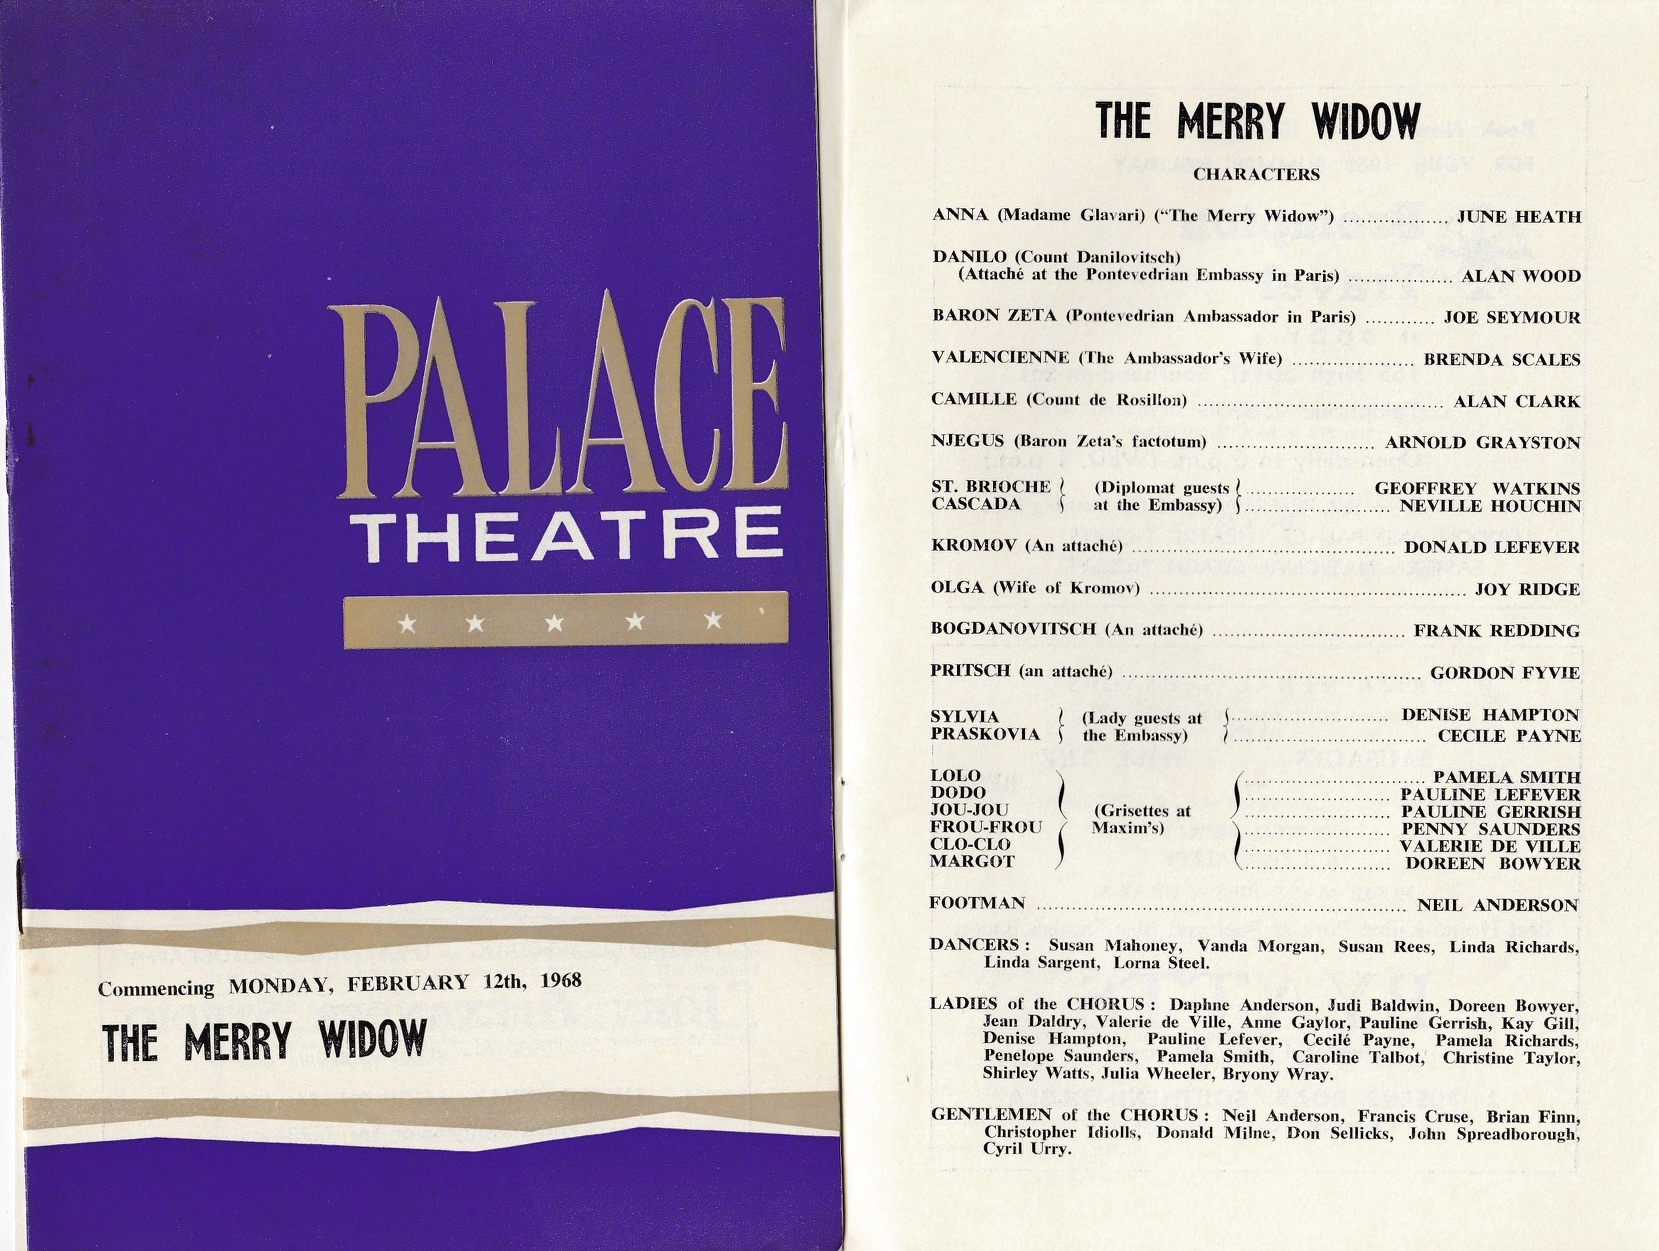 PALACE
THEATRE
Commencing MONDAY, FEBRUARY 12th, 1968
THE MERRY WIDOW
THE MERRY WIDOW
CHARACTERS
ANNA (Madame Glavari) (“The Merry Widow”) .................. JUNE HEATH
DANILO (Count Danilovitsch)
(Attaché at the Pontevedrian Embassy in Paris) .................. ALAN WOOD
BARON ZETA (Pontevedrian Ambassador in Paris) ............ JOE SEYMOUR
VALENCIENNE (The Ambassador’s Wife) ..................... BRENDA SCALES
CAMILLE (Count de Rosillon) .......................................... ALAN CLARK
NJEGUS (Baron Zeta’s factotum) ........................... ARNOLD GRAYSTON
ST. BRIOCHE } (Diplomat guests { .................. GEOFFREY WATKINS
CASCADA } at the Embassy) { ........................ NEVILLE HOUCHIN
KROMOV (An attaché) ............................................. DONALD LEFEVER
OLGA (Wife of Kromov) ...................................................... JOY RIDGE
BOGDANOVITSCH (An attaché) ................................. FRANK REDDING
PRITSCH (an attaché) ................................................... GORDON FYVIE
SYLVIA } (Lady guests at { ........................... DENISE HAMPTON
PRASKOVIA } the Embassy) { ................................. CECILE PAYNE
LOLO .............................. PAMELA SMITH
DODO ........................ PAULINE LEFEVER
JOU-JOU (Grisettes at ........................ PAULINE GERRISH
FROU-FROU Maxim’s) ........................ PENNY SAUNDERS
CLO-CLO ........................ VALERIE DE VILLE
MARGOT ........................ DOREEN BOWYER
FOOTMAN ............................................................... NEIL ANDERSON
DANCERS : Susan Mahoney, Vanda Morgan, Susan Rees, Linda Richards,
Linda Sargent, Lorna Steel.
LADIES of the CHORUS : Daphne Anderson, Judi Baldwin, Doreen Bowyer,
Jean Daldry, Valerie de Ville, Anne Gaylor, Pauline Gerrish, Kay Gill,
Denise Hampton, Pauline Lefever, Cecilé Payne, Pamela Richards,
Penelope Saunders, Pamela Smith, Caroline Talbot, Christine Taylor,
Shirley Watts, Julia Wheeler, Bryony Wray.
GENTLEMEN of the CHORUS : Neil Anderson, Francis Cruse, Brian Finn,
Christopher Idiolls, Donald Milne, Don Sellicks, John Spreadborough,
Cyril Urry.